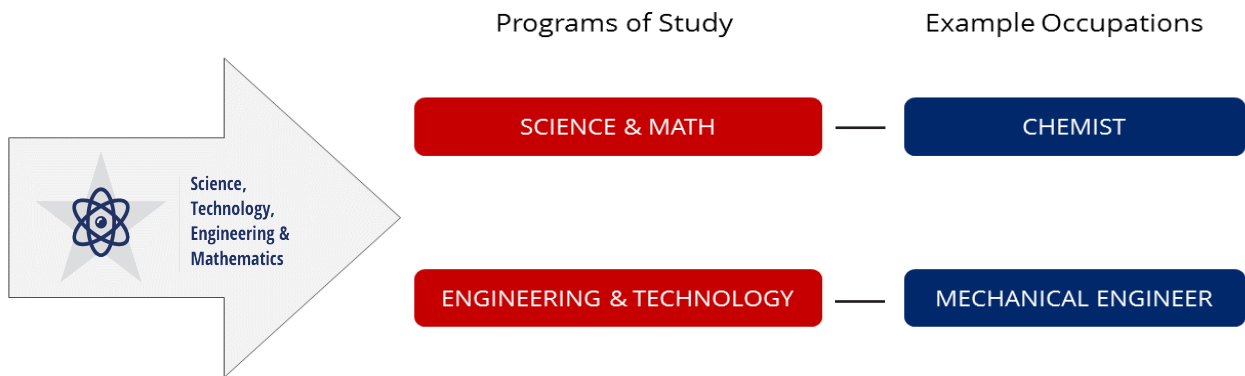 Programs of Study
Example Occupations
Science,
Technology,
Engineering &
Mathematics
SCIENCE & MATH
CHEMIST
ENGINEERING & TECHNOLOGY
MECHANICAL ENGINEER